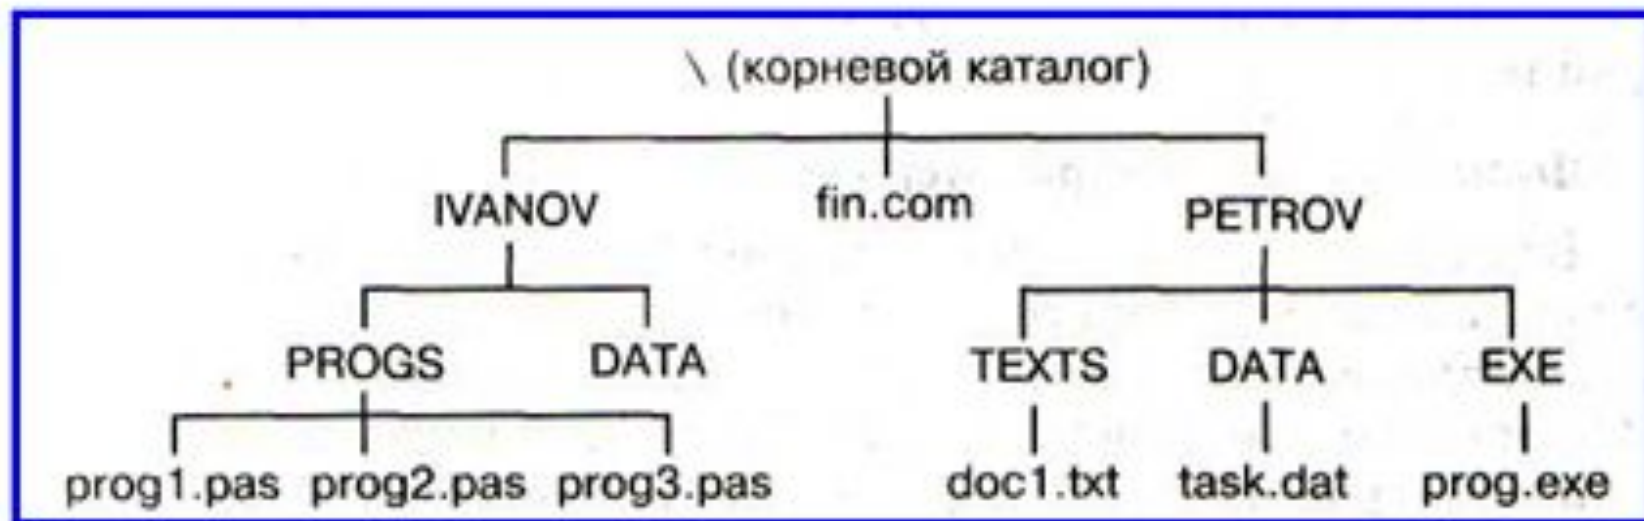 \ (корневой каталог)
IVANOV fin.com PETROV
PROGS DATA TEXTS DATA EXE
prog1.pas prog2.pas prog3.pas doc1.txt task.dat prog.exe